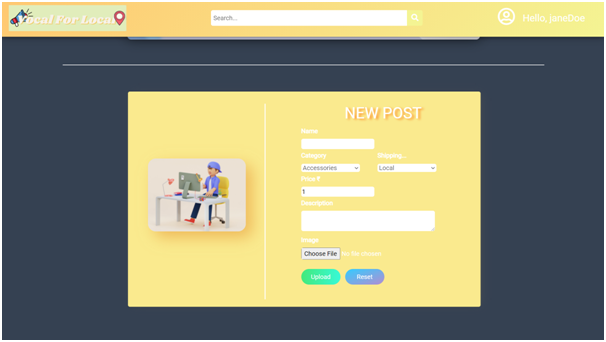 Local For Local
Search...
Hello, janeDoe
NEW POST
Name
Category
Shipping...
Accessories
Local
Price ₹
1
Description
Image
Choose File No file chosen
Upload
Reset